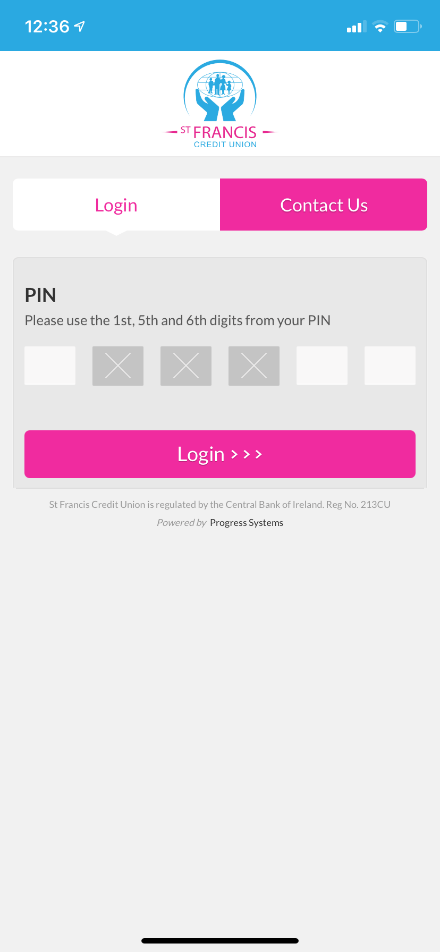 12:36
ST FRANCIS
CREDIT UNION
Login
Contact Us
PIN
Please use the 1st, 5th and 6th digits from your PIN
Login > > >
St Francis Credit Union is regulated by the Central Bank of Ireland. Reg No. 213CU
Powered by Progress Systems